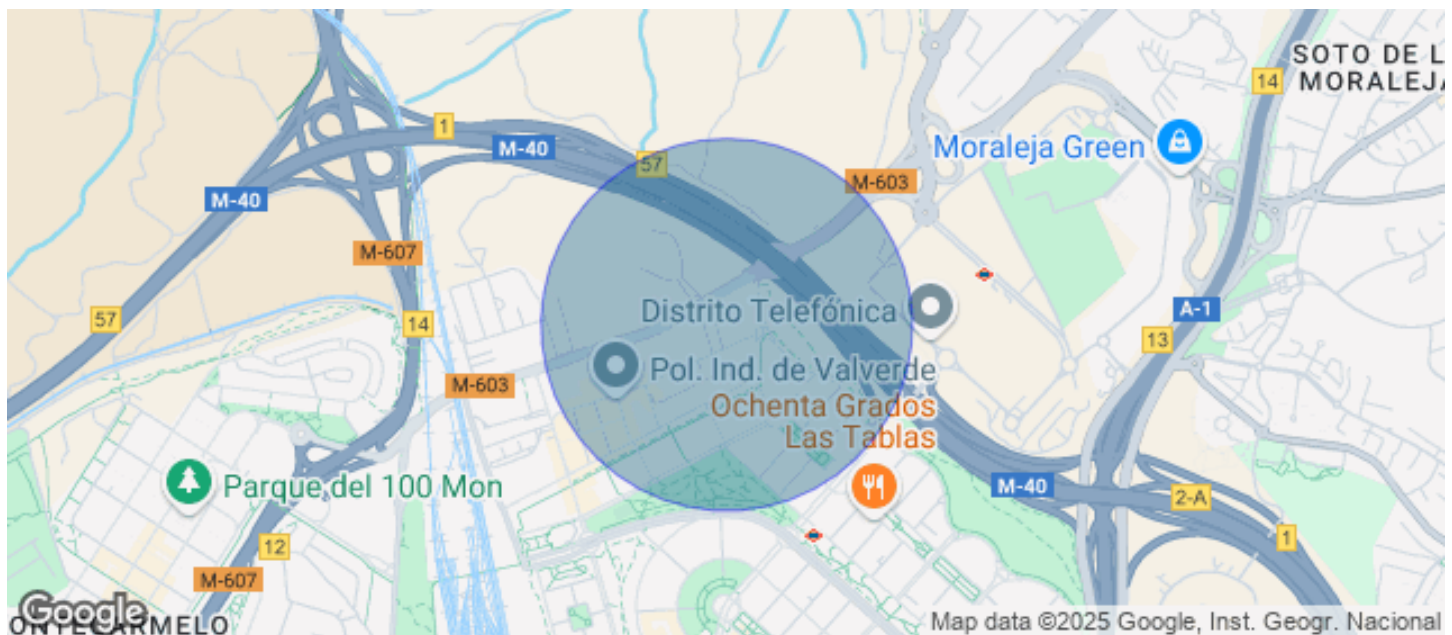 SOTO DE L
MORALEJA
14
1
M-40
57
Moraleja Green
M-603
M-40
M-607
57
14
Distrito Telefónica
A-1
13
M-603
Pol. Ind. de Valverde
Ochenta Grados
Las Tablas
Parque del 100 Mon
M-40
2-A
1
12
M-607
Google
ONTECARMELO
Map data ©2025 Google, Inst. Geogr. Nacional